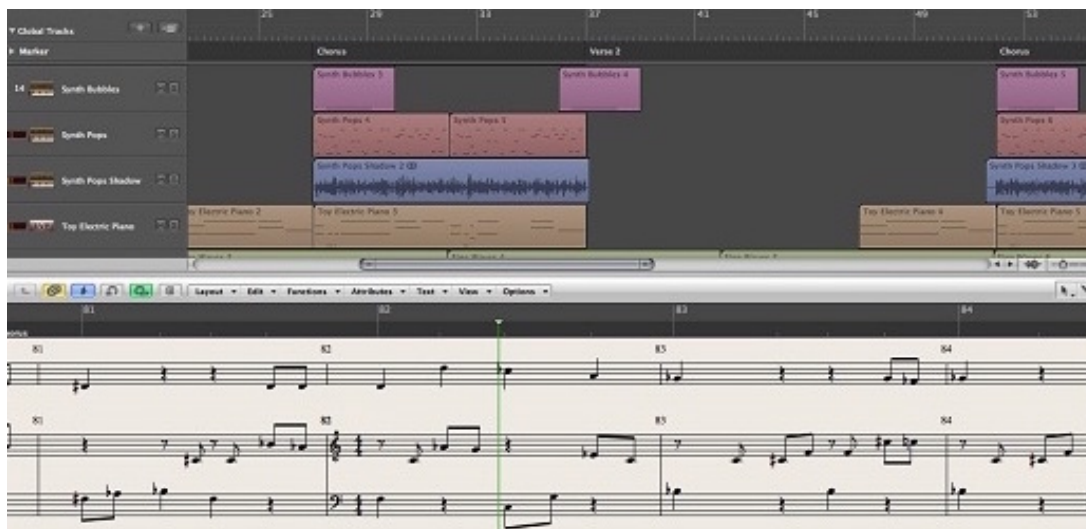 25 29 33 37 41 45 49 53
Global Tracks
Marker
Chorus Verse 2 Chorus
14 Synth Bubbles
Synth Bubbles 3 Synth Bubbles 4 Synth Bubbles 5
Synth Pops
Synth Pops 4 Synth Pops 5 Synth Pops 6
Synth Pops Shadow
Synth Pops Shadow 2 Synth Pops Shadow 3
Toy Electric Piano
Toy Electric Piano 2 Toy Electric Piano 3 Toy Electric Piano 4 Toy Electric Piano 5
Layout Edit Functions Attributes Text View Options
81 82 83 84
81 82 83 84
81 82 83 84